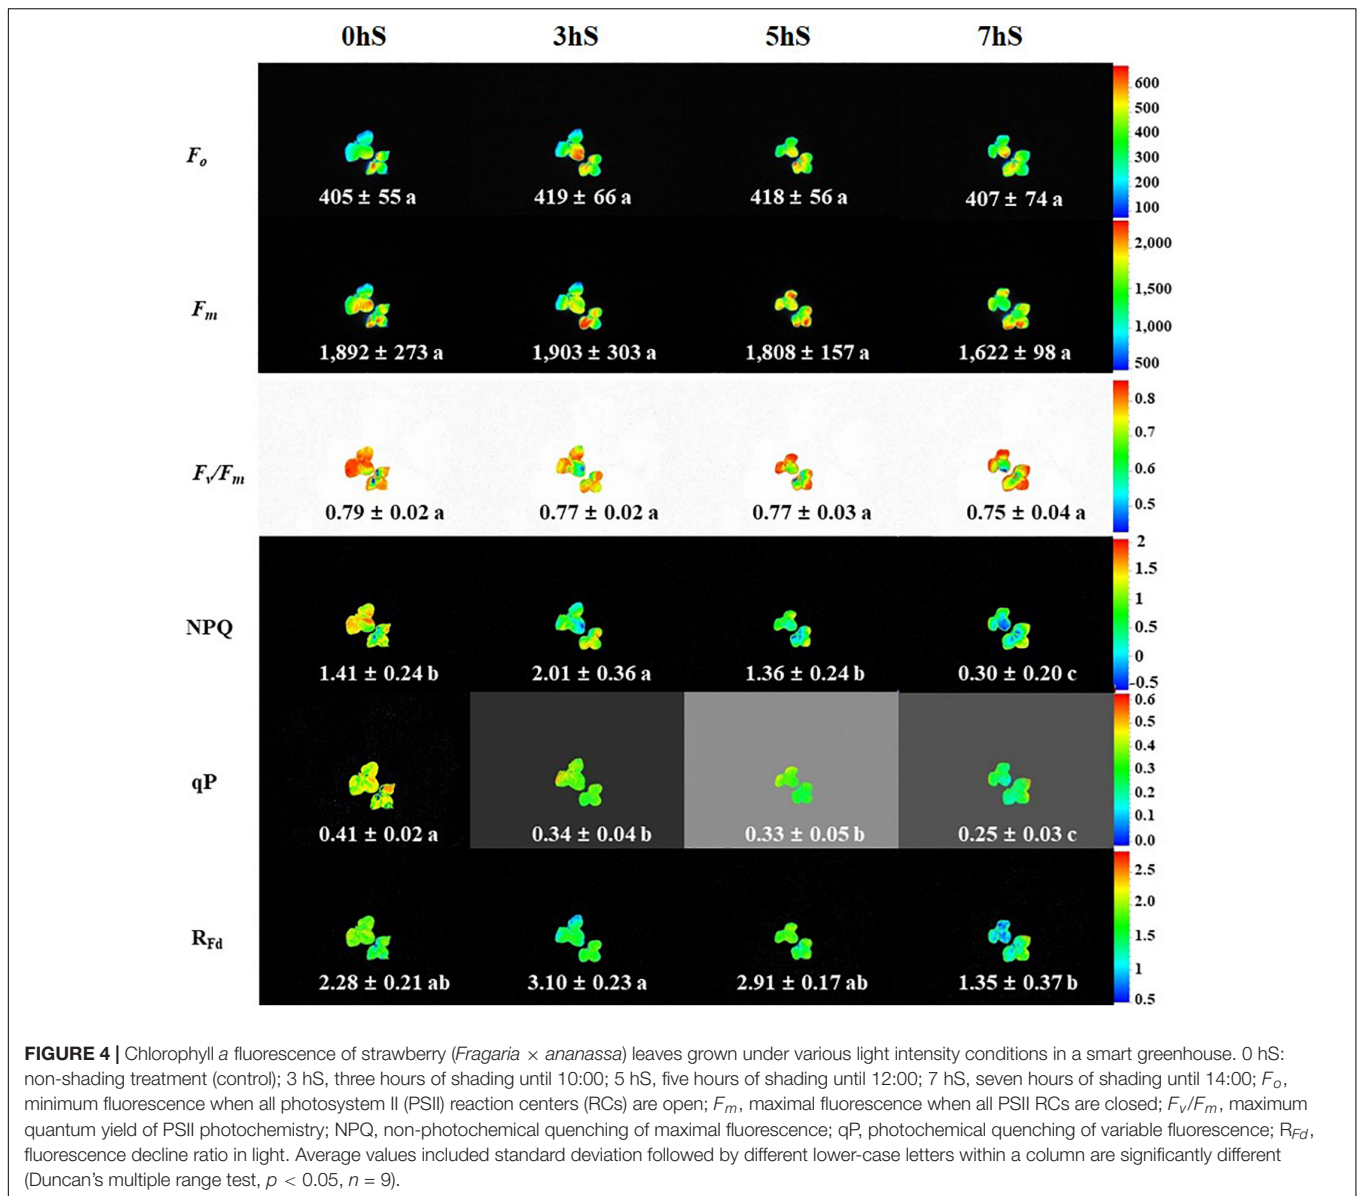 0hS 3hS 5hS 7hS
Fo
405 ± 55 a 419 ± 66 a 418 ± 56 a 407 ± 74 a
600
500
400
300
200
100
Fm
1,892 ± 273 a 1,903 ± 303 a 1,808 ± 157 a 1,622 ± 98 a
2,000
1,500
1,000
500
Fv/Fm
0.79 ± 0.02 a 0.77 ± 0.02 a 0.77 ± 0.03 a 0.75 ± 0.04 a
0.8
0.7
0.6
0.5
NPQ
1.41 ± 0.24 b 2.01 ± 0.36 a 1.36 ± 0.24 b 0.30 ± 0.20 c
2
1.5
1
0.5
0
-0.5
qP
0.41 ± 0.02 a 0.34 ± 0.04 b 0.33 ± 0.05 b 0.25 ± 0.03 c
0.6
0.5
0.4
0.3
0.2
0.1
0.0
RFd
2.28 ± 0.21 ab 3.10 ± 0.23 a 2.91 ± 0.17 ab 1.35 ± 0.37 b
2.5
2.0
1.5
1
0.5
FIGURE 4 | Chlorophyll a fluorescence of strawberry (Fragaria × ananassa) leaves grown under various light intensity conditions in a smart greenhouse. 0 hS:
non-shading treatment (control); 3 hS, three hours of shading until 10:00; 5 hS, five hours of shading until 12:00; 7 hS, seven hours of shading until 14:00; Fo,
minimum fluorescence when all photosystem II (PSII) reaction centers (RCs) are open; Fm, maximal fluorescence when all PSII RCs are closed; Fv/Fm, maximum
quantum yield of PSII photochemistry; NPQ, non-photochemical quenching of maximal fluorescence; qP, photochemical quenching of variable fluorescence; RFd,
fluorescence decline ratio in light. Average values included standard deviation followed by different lower-case letters within a column are significantly different
(Duncan's multiple range test, p < 0.05, n = 9).